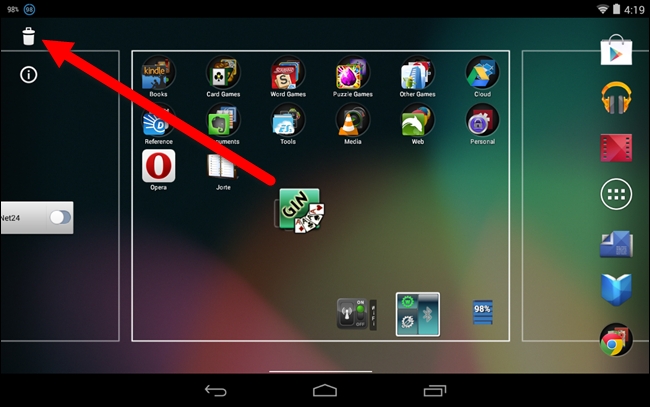 98% 98 4:19
Books Card Games Word Games Puzzle Games Other Games Cloud
Reference Documents Tools Media Web Personal
Opera Jorte
Net24
GIN
ON
OFF
WiFi
98%
kindle